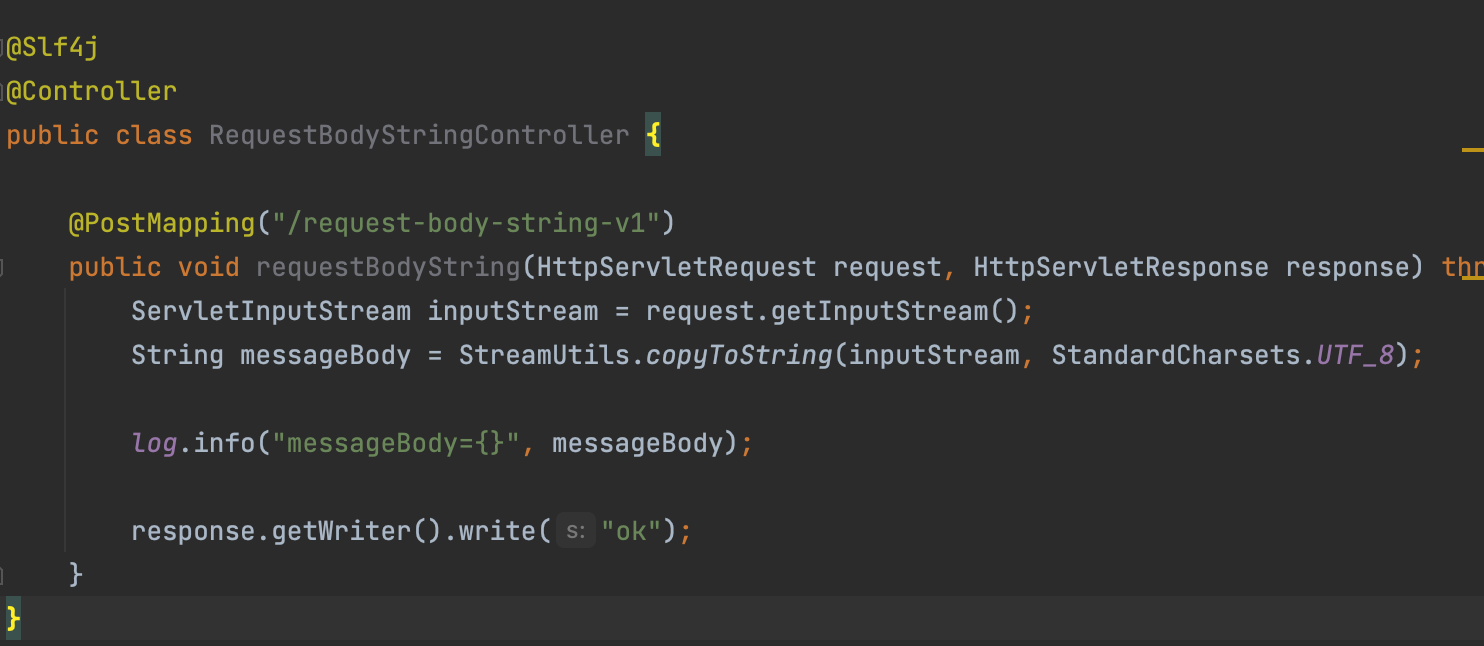 @Slf4j
@Controller
public class RequestBodyStringController {
@PostMapping("/request-body-string-v1")
public void requestBodyString(HttpServletRequest request, HttpServletResponse response) thr
ServletInputStream inputStream = request.getInputStream();
String messageBody = StreamUtils.copyToString(inputStream, StandardCharsets.UTF_8);
log.info("messageBody={}", messageBody);
response.getWriter().write( s: "ok");
}
}